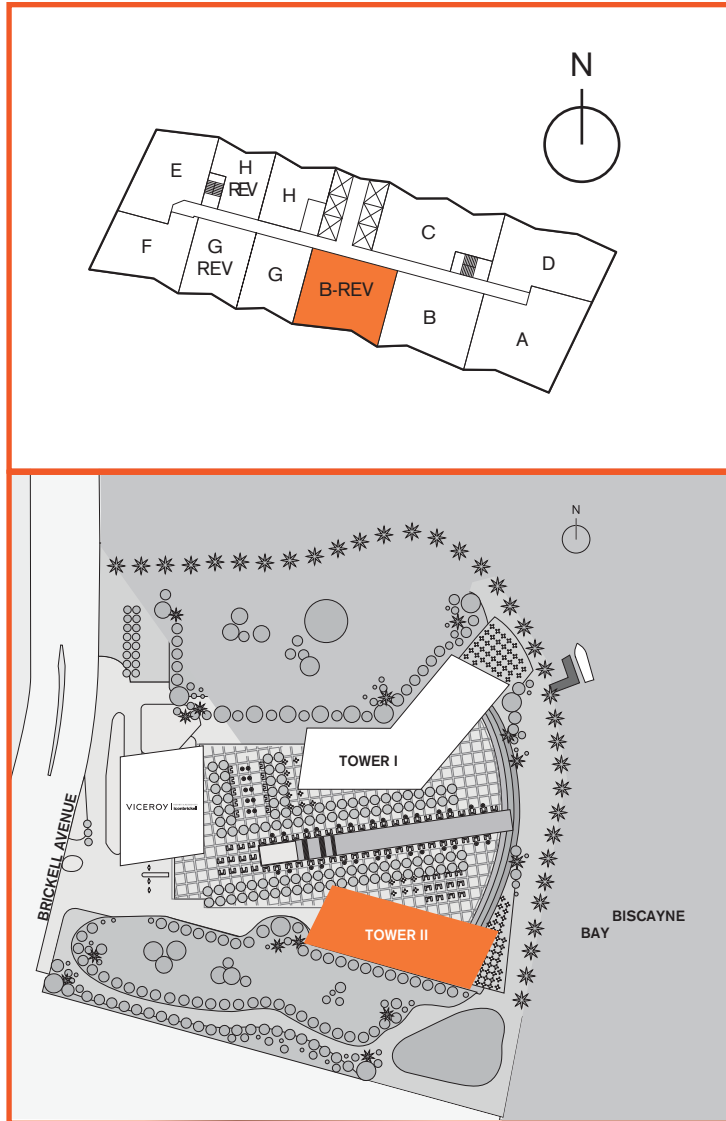 N
E
H
REV
H
C
D
F
G
REV
G
B-REV
B
A
N
TOWER I
VICEROY
BRICKELL AVENUE
TOWER II
BISCAYNE
BAY